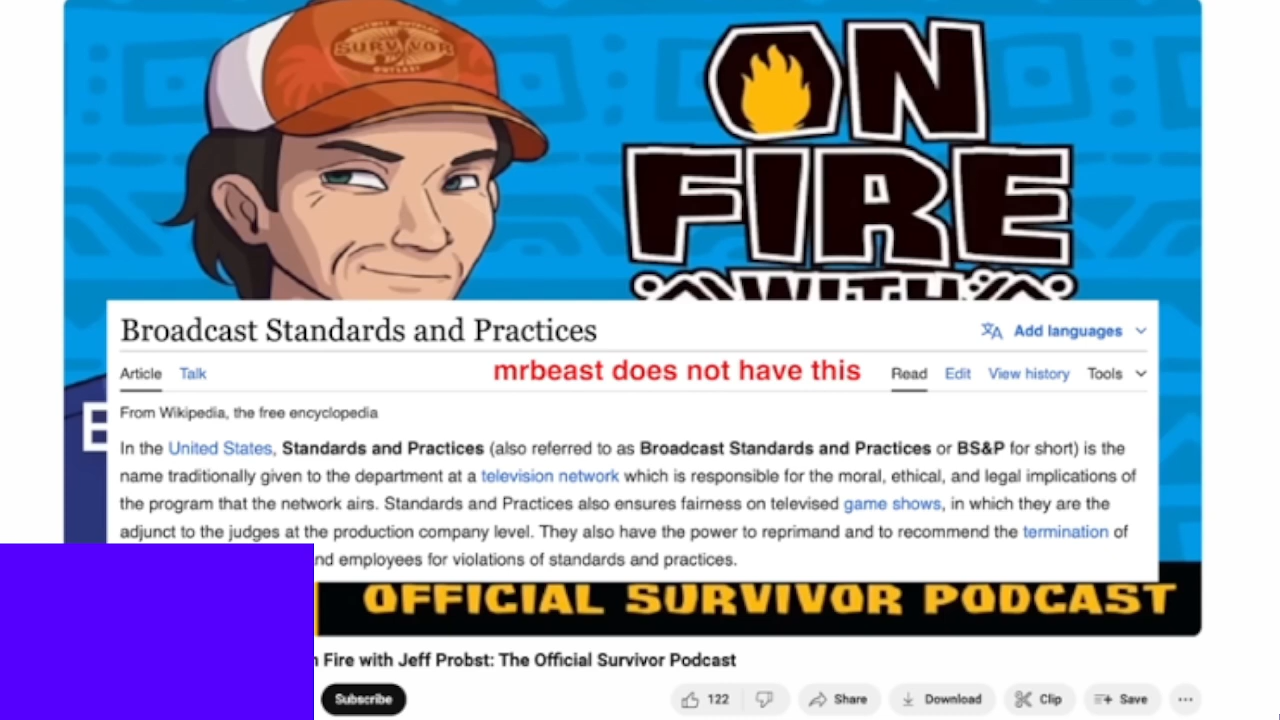 SURVIVOR
ON
FIRE
WITH
Broadcast Standards and Practices
Add languages
mrbeast does not have this
Article Talk
Read Edit View history Tools
From Wikipedia, the free encyclopedia
In the United States, Standards and Practices (also referred to as Broadcast Standards and Practices or BS&P for short) is the
name traditionally given to the department at a television network which is responsible for the moral, ethical, and legal implications of
the program that the network airs. Standards and Practices also ensures fairness on televised game shows, in which they are the
adjunct to the judges at the production company level. They also have the power to reprimand and to recommend the termination of
nd employees for violations of standards and practices.
OFFICIAL SURVIVOR PODCAST
n Fire with Jeff Probst: The Official Survivor Podcast
Subscribe
122
Share
Download
Clip
Save